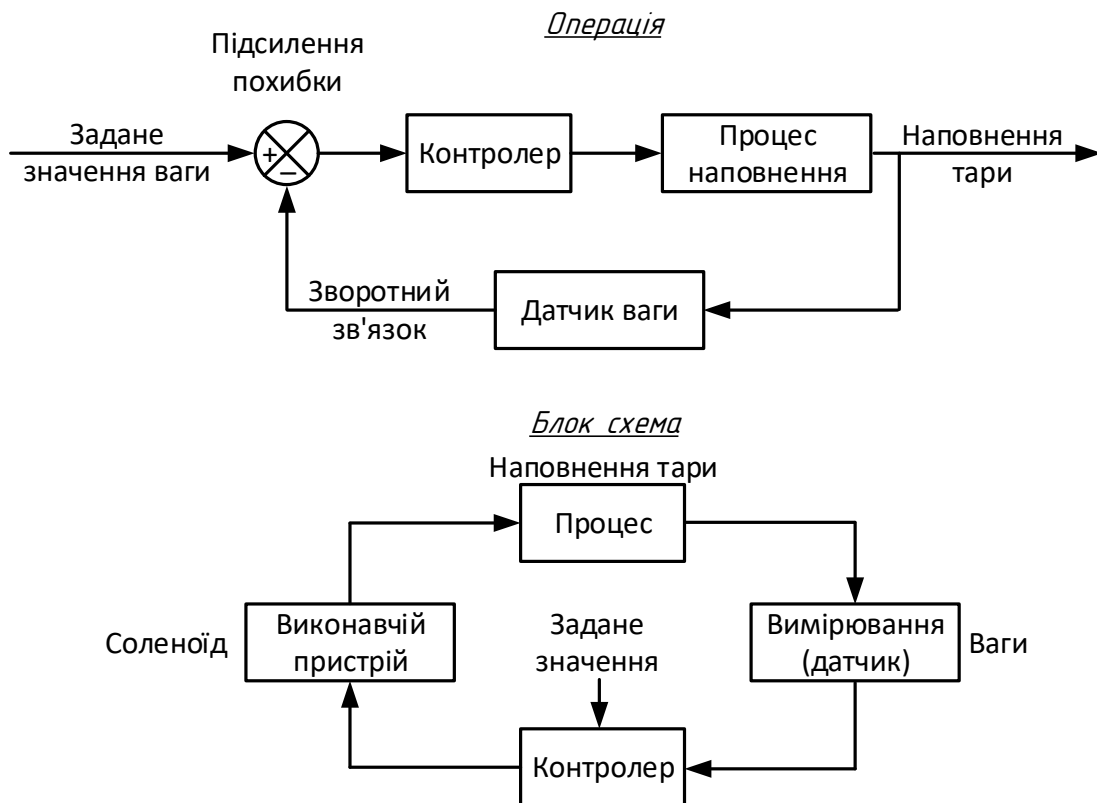 Операція
Підсилення
похибки
Задане
значення ваги
+
−
Контролер
Процес
наповнення
Наповнення
тари
Зворотний
зв'язок
Датчик ваги
Блок схема
Наповнення тари
Процес
Соленоїд
Виконавчій
пристрій
Задане
значення
Вимірювання
(датчик)
Ваги
Контролер